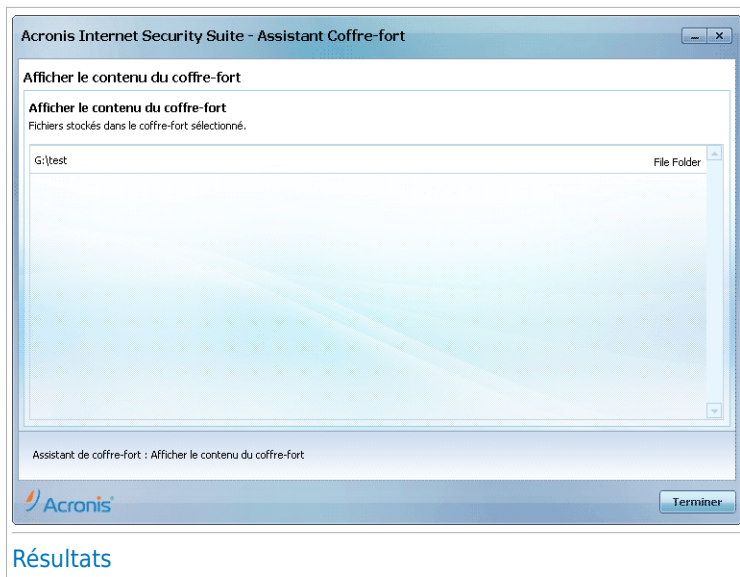 Acronis Internet Security Suite - Assistant Coffre-fort
Afficher le contenu du coffre-fort
Afficher le contenu du coffre-fort
Fichiers stockés dans le coffre-fort sélectionné.
G:\test File Folder
Assistant de coffre-fort : Afficher le contenu du coffre-fort
Acronis
Terminer
Résultats